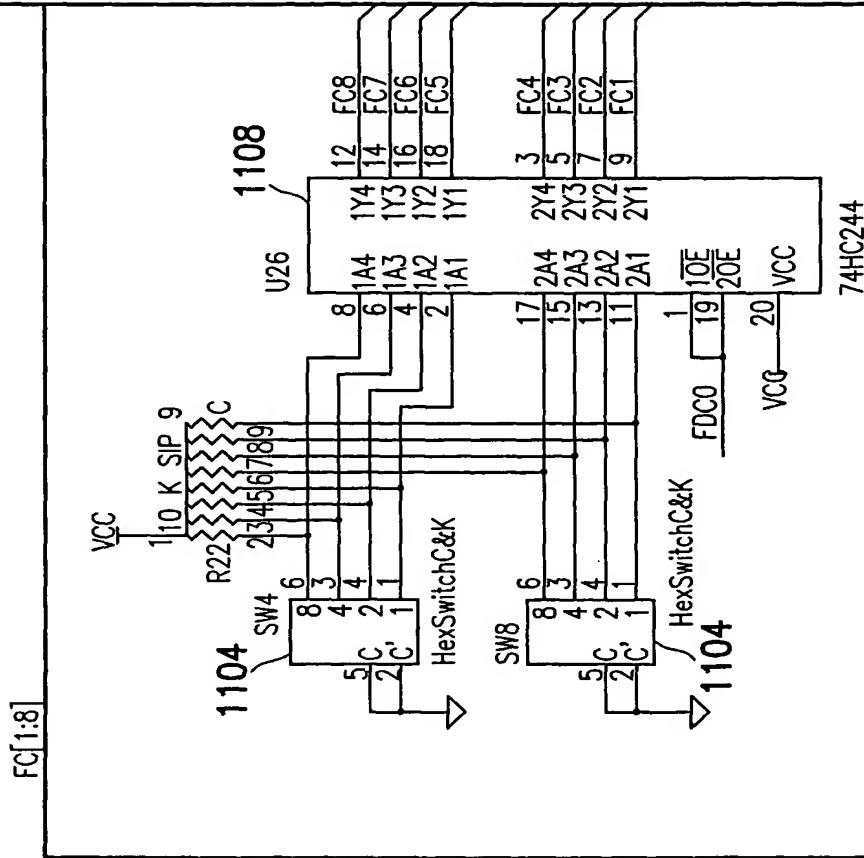 FC[1:8]
VCC
1 10 K SIP 9
R22 C
2 3 4 5 6 7 8 9
1108
U26
8 1A4 1Y4 12 FC8
6 1A3 1Y3 14 FC7
4 1A2 1Y2 16 FC6
2 1A1 1Y1 18 FC5
17 2A4 2Y4 3 FC4
15 2A3 2Y3 5 FC3
13 2A2 2Y2 7 FC2
11 2A1 2Y1 9 FC1
1 1OE
19 2OE
FDC0
VCC 20 VCC
74HC244
1104
SW4
8 6
4 3
5 C 2 4
2 C' 1 1
HexSwitchC&K
SW8
8 6
4 3
5 C 2 4
2 C' 1 1
HexSwitchC&K
1104